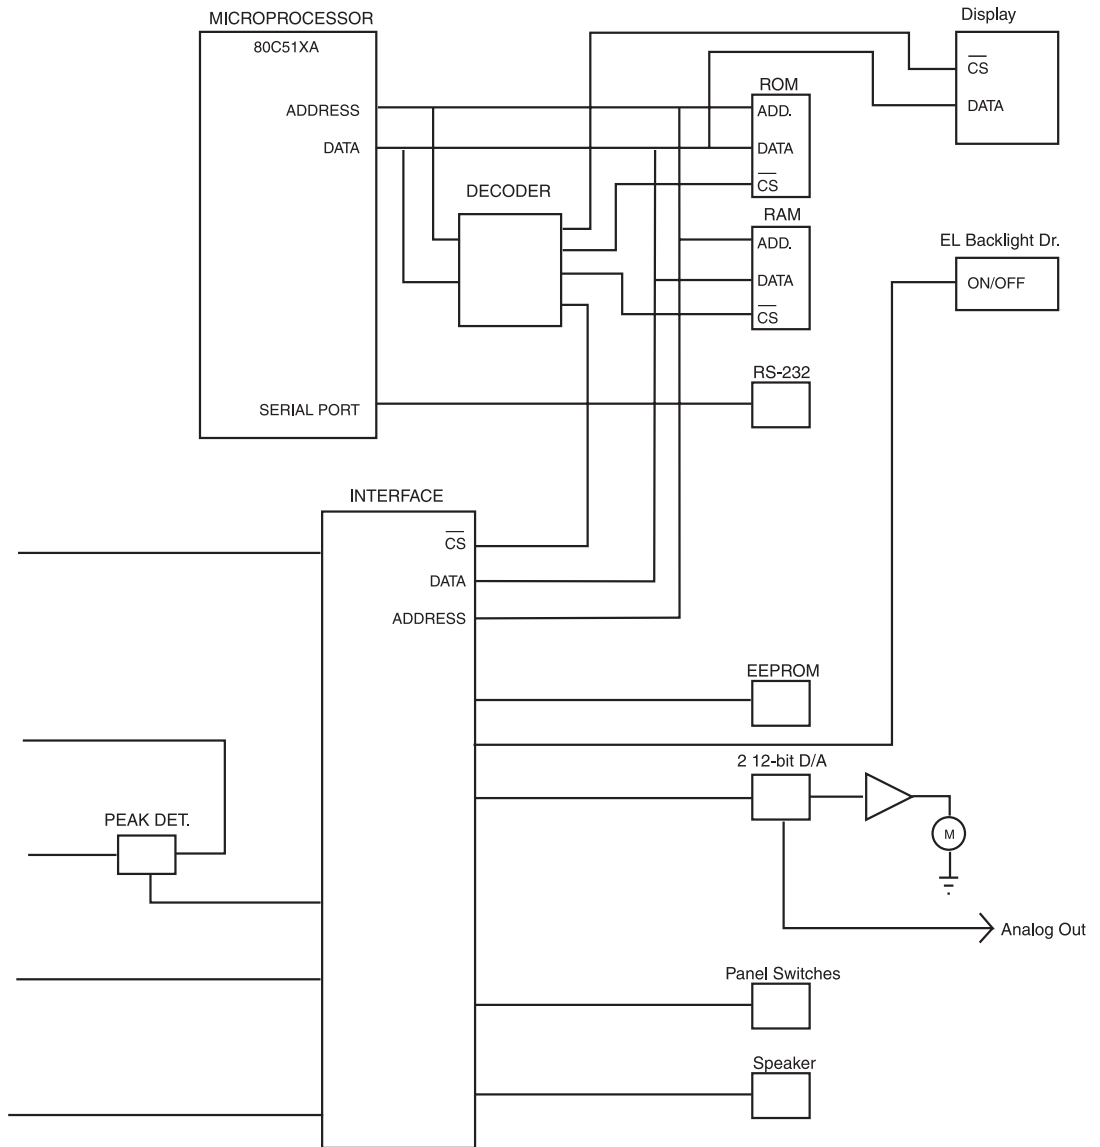 MICROPROCESSOR
80C51XA
ADDRESS
DATA
SERIAL PORT
DECODER
ROM
ADD.
DATA
CS
RAM
ADD.
DATA
CS
RS-232
Display
CS
DATA
EL Backlight Dr.
ON/OFF
INTERFACE
CS
DATA
ADDRESS
EEPROM
2 12-bit D/A
M
Analog Out
PEAK DET.
Panel Switches
Speaker